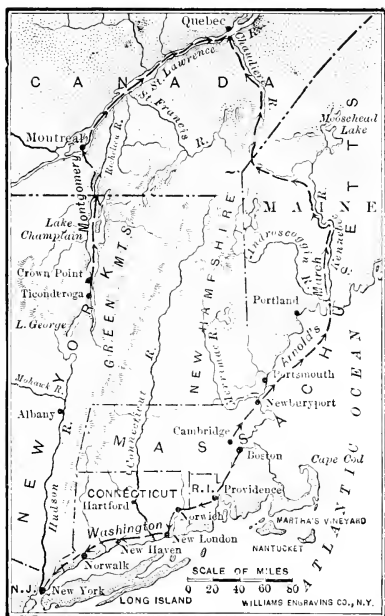 Quebec
CANADA
Chaudiere R.
St. Lawrence
St. Francis R.
Moosehead Lake
Montreal
Richelieu R.
Montgomery
MAINE
Lake Champlain
Kennebec R.
Androscoggin
NEW HAMPSHIRE
Crown Point
Ticonderoga
GREEN MTS.
Portland
March
Arnold's
L. George
NEW YORK
Mohawk R.
Merrimac R.
Portsmouth
Newburyport
Albany
Connecticut R.
Cambridge
Boston
MASSACHUSETTS
MASS
Cape Cod
ATLANTIC OCEAN
Hudson R.
CONNECTICUT
R.I.
Providence
Hartford
Norwich
MARTHA'S VINEYARD
Washington
New London
NANTUCKET
New Haven
Norwalk
SCALE OF MILES
N.J.
New York
0 20 40 60 80
LONG ISLAND
WILLIAMS ENGRAVING CO., N.Y.